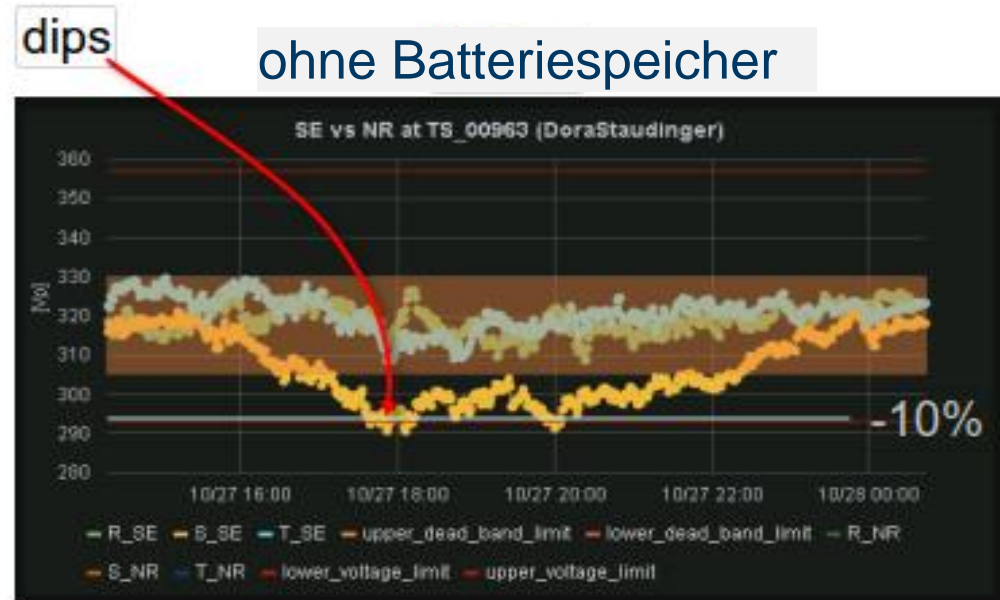 dips
ohne Batteriespeicher
SE vs NR at TS_00963 (DoraStaudinger)
360
350
340
330
320
310
300
290
280
[Vp]
-10%
10/27 16:00 10/27 18:00 10/27 20:00 10/27 22:00 10/28 00:00
R_SE S_SE T_SE upper_dead_band_limit lower_dead_band_limit R_NR
S_NR T_NR lower_voltage_limit upper_voltage_limit